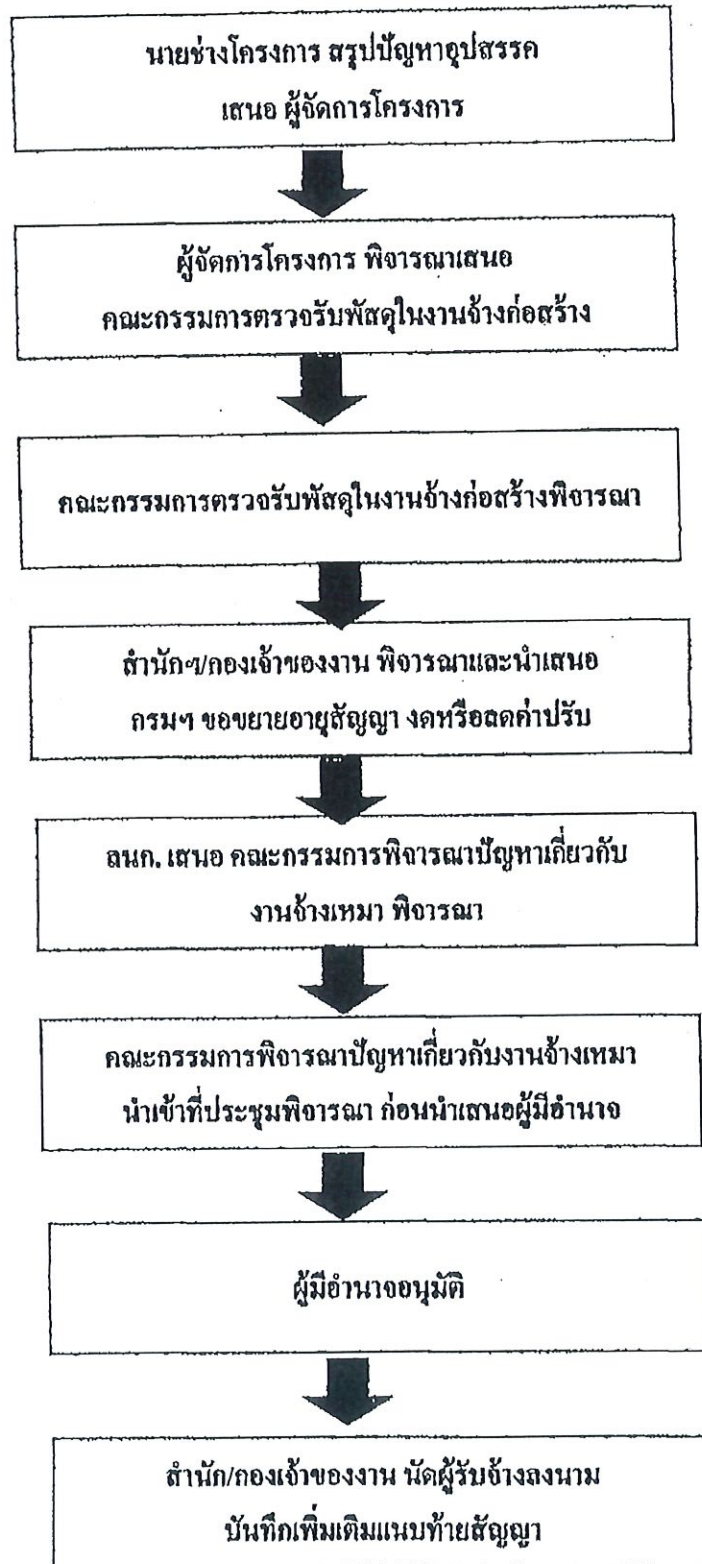 นายช่างโครงการ สรุปปัญหาอุปสรรค
เสนอ ผู้จัดการโครงการ
ผู้จัดการโครงการ พิจารณาเสนอ
คณะกรรมการตรวจรับพัสดุในงานจ้างก่อสร้าง
คณะกรรมการตรวจรับพัสดุในงานจ้างก่อสร้างพิจารณา
สำนักฯ/กองเจ้าของงาน พิจารณาและนำเสนอ
กรมฯ ขอขยายอายุสัญญา งดหรือลดค่าปรับ
ลนก. เสนอ คณะกรรมการพิจารณาปัญหาเกี่ยวกับ
งานจ้างเหมา พิจารณา
คณะกรรมการพิจารณาปัญหาเกี่ยวกับงานจ้างเหมา
นำเข้าที่ประชุมพิจารณา ก่อนนำเสนอผู้มีอำนาจ
ผู้มีอำนาจอนุมัติ
สำนัก/กองเจ้าของงาน นัดผู้รับจ้างลงนาม
บันทึกเพิ่มเติมแนบท้ายสัญญา